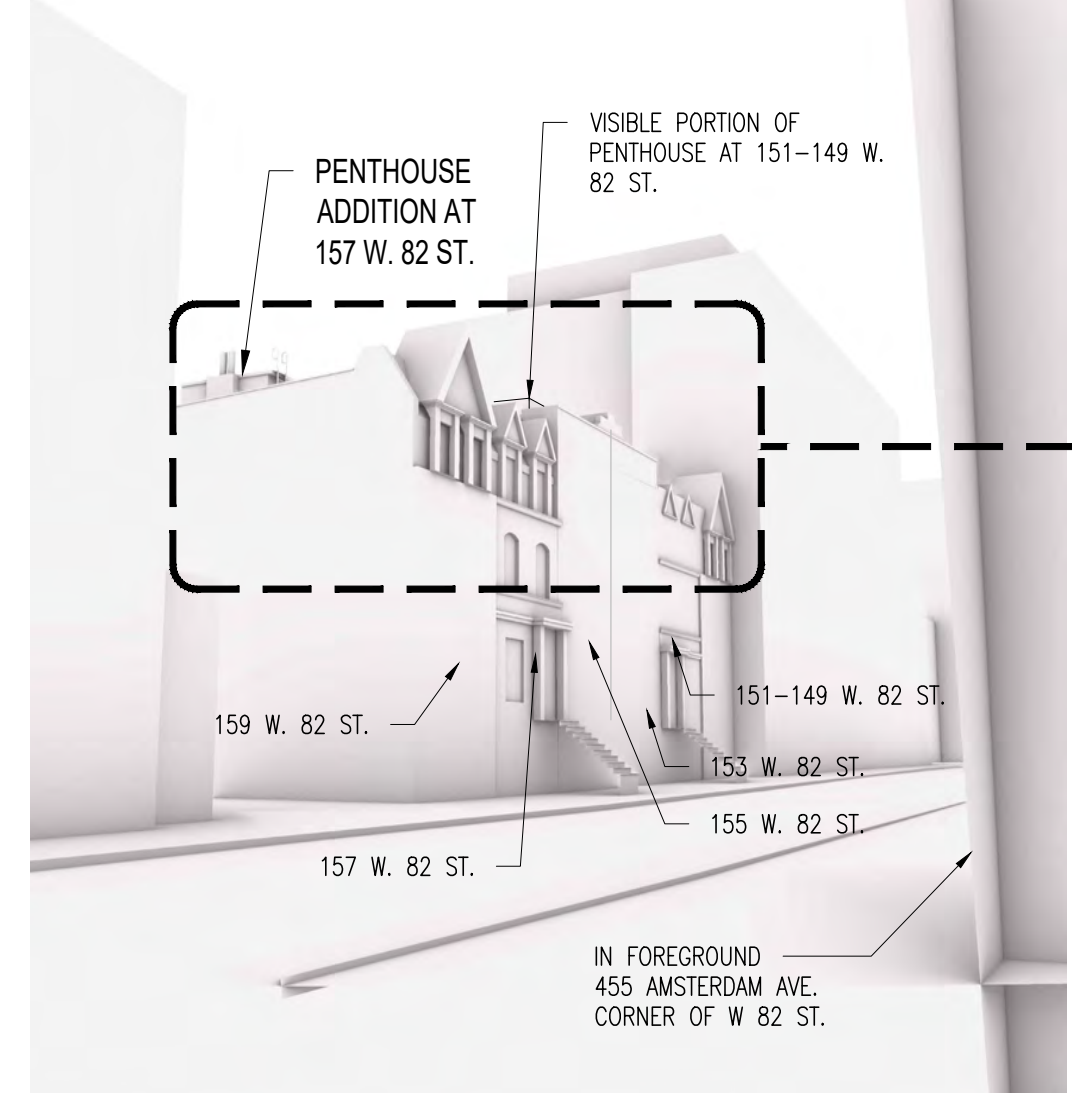 VISIBLE PORTION OF
PENTHOUSE AT 151-149 W.
82 ST.
PENTHOUSE
ADDITION AT
157 W. 82 ST.
159 W. 82 ST.
151-149 W. 82 ST.
153 W. 82 ST.
155 W. 82 ST.
157 W. 82 ST.
IN FOREGROUND
455 AMSTERDAM AVE.
CORNER OF W 82 ST.